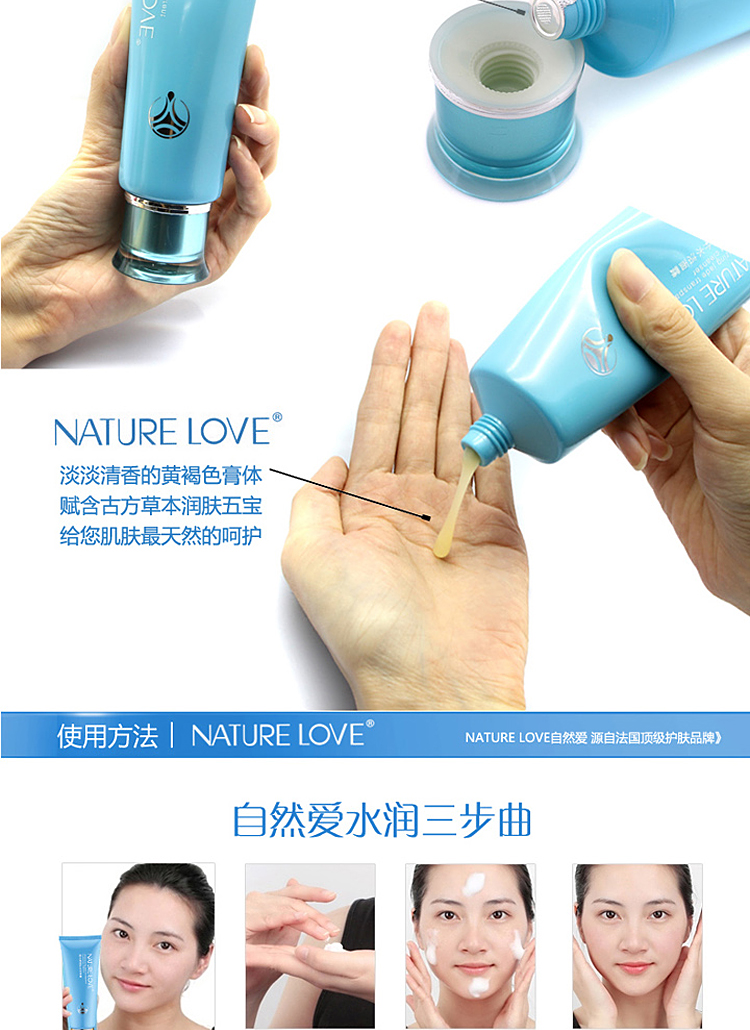 NATURE LOVE®
淡淡清香的黄褐色膏体
赋含古方草本润肤五宝
给您肌肤最天然的呵护
使用方法 | NATURE LOVE®
NATURE LOVE自然爱 源自法国顶级护肤品牌》
自然爱水润三步曲
NATURE LOVE